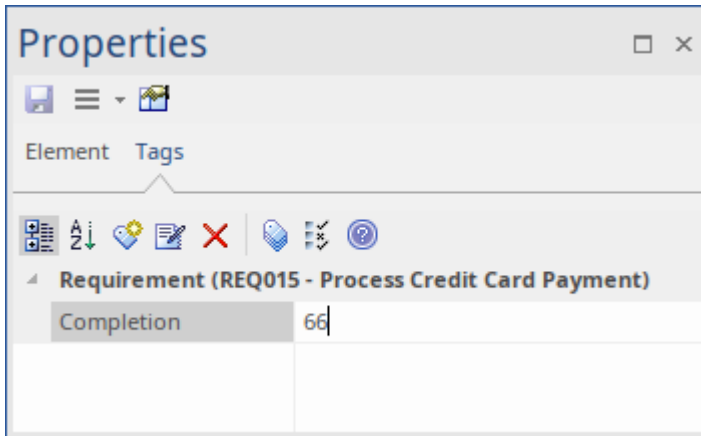 Properties
Element Tags
Requirement (REQ015 - Process Credit Card Payment)
Completion 66